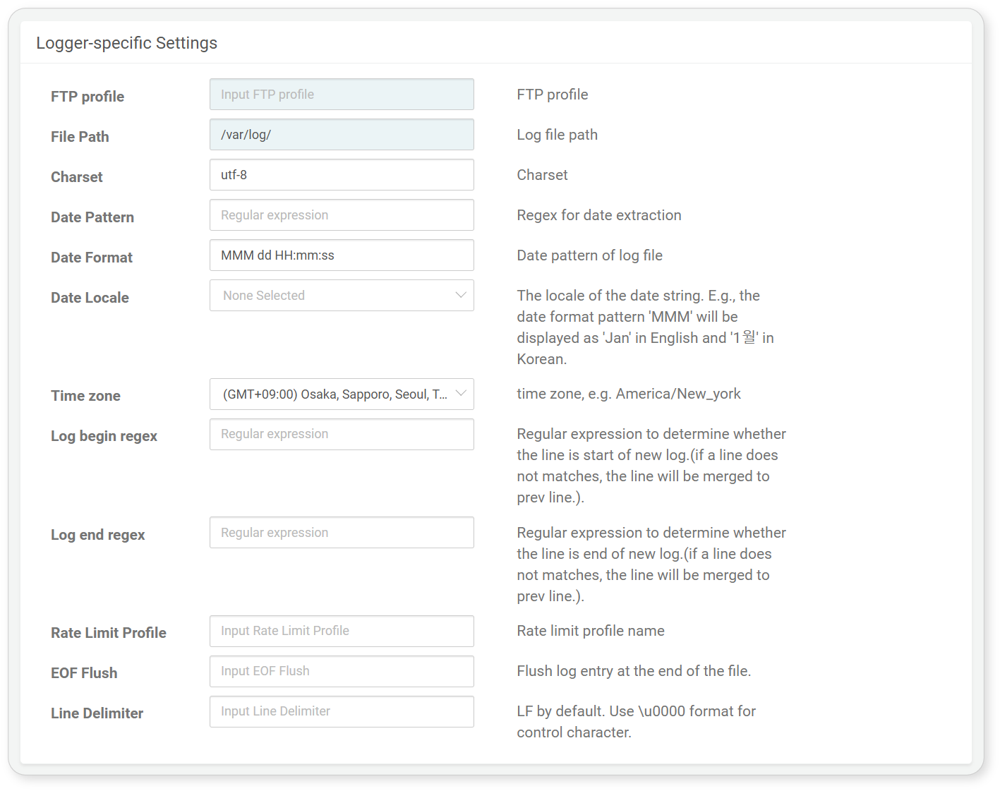 Logger-specific Settings
FTP profile
Input FTP profile
FTP profile
File Path
/var/log/
Log file path
Charset
utf-8
Charset
Date Pattern
Regular expression
Regex for date extraction
Date Format
MMM dd HH:mm:ss
Date pattern of log file
Date Locale
None Selected
The locale of the date string. E.g., the
date format pattern 'MMM' will be
displayed as 'Jan' in English and '1월' in
Korean.
Time zone
(GMT+09:00) Osaka, Sapporo, Seoul, T...
time zone, e.g. America/New_york
Log begin regex
Regular expression
Regular expression to determine whether
the line is start of new log.(if a line does
not matches, the line will be merged to
prev line.).
Log end regex
Regular expression
Regular expression to determine whether
the line is end of new log.(if a line does
not matches, the line will be merged to
prev line.).
Rate Limit Profile
Input Rate Limit Profile
Rate limit profile name
EOF Flush
Input EOF Flush
Flush log entry at the end of the file.
Line Delimiter
Input Line Delimiter
LF by default. Use \u0000 format for
control character.